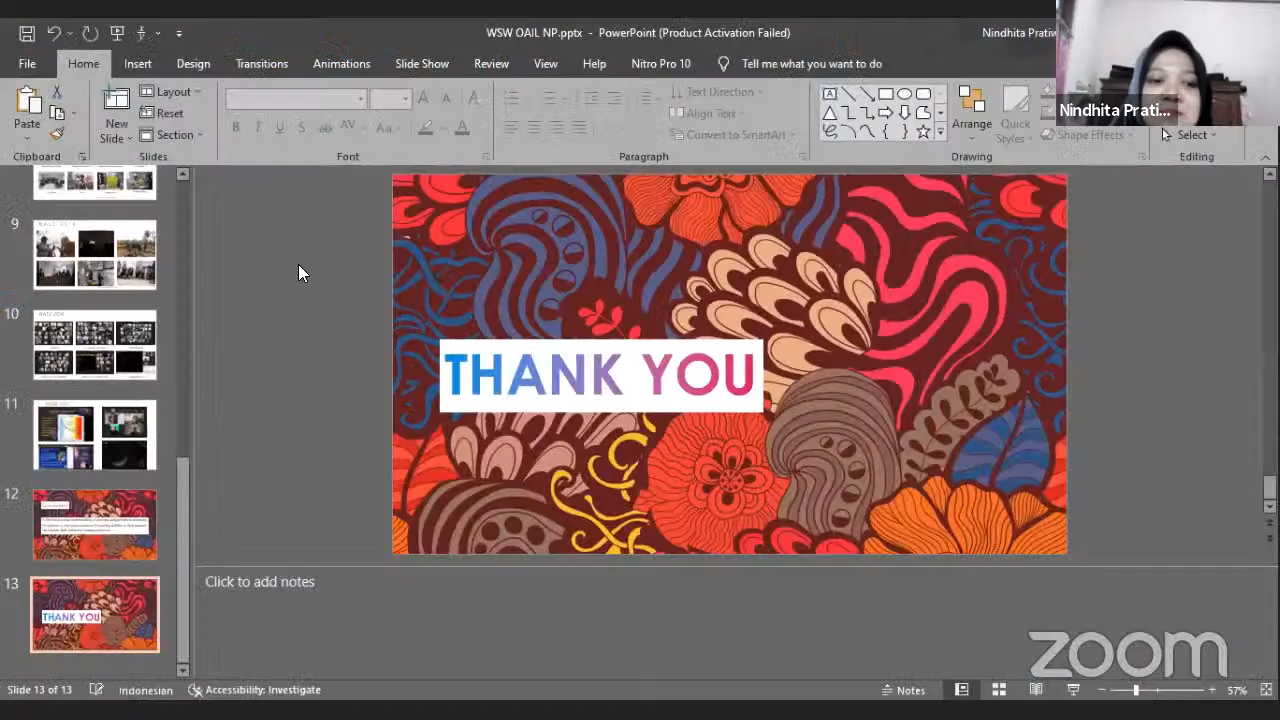 WSW OAIL NP.pptx - PowerPoint (Product Activation Failed)
Nindhita Pratiw
File Home Insert Design Transitions Animations Slide Show Review View Help Nitro Pro 10 Tell me what you want to do
Nindhita Prati...
Paste
New
Slide
Layout
Reset
Section
Text Direction
Align Text
Convert to SmartArt
Arrange
Quick
Styles
Shape Effects
Select
Clipboard Slides Font Paragraph Drawing Editing
9
10
11
12
13
THANK YOU
THANK YOU
Click to add notes
zoom
Slide 13 of 13 Indonesian Accessibility: Investigate Notes 57%